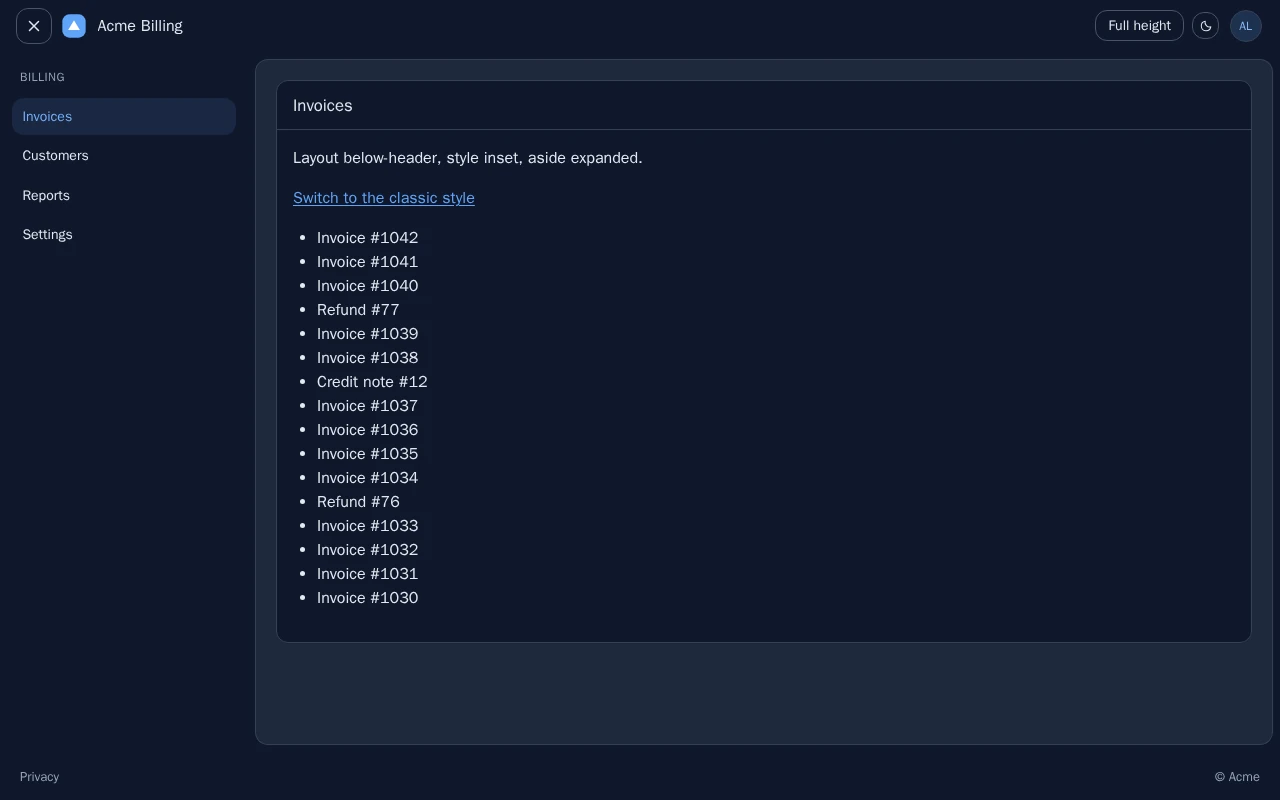 Acme Billing
Full height
AL
BILLING
Invoices
Customers
Reports
Settings
Invoices
Layout below-header, style inset, aside expanded.
Switch to the classic style
Invoice #1042
Invoice #1041
Invoice #1040
Refund #77
Invoice #1039
Invoice #1038
Credit note #12
Invoice #1037
Invoice #1036
Invoice #1035
Invoice #1034
Refund #76
Invoice #1033
Invoice #1032
Invoice #1031
Invoice #1030
Privacy
© Acme